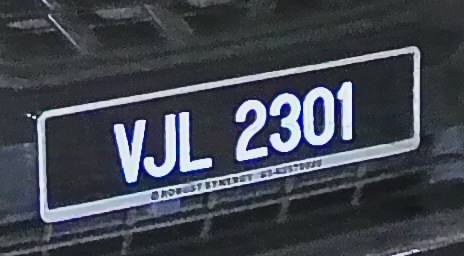 VJL 2301
ROBUST SYNERGY